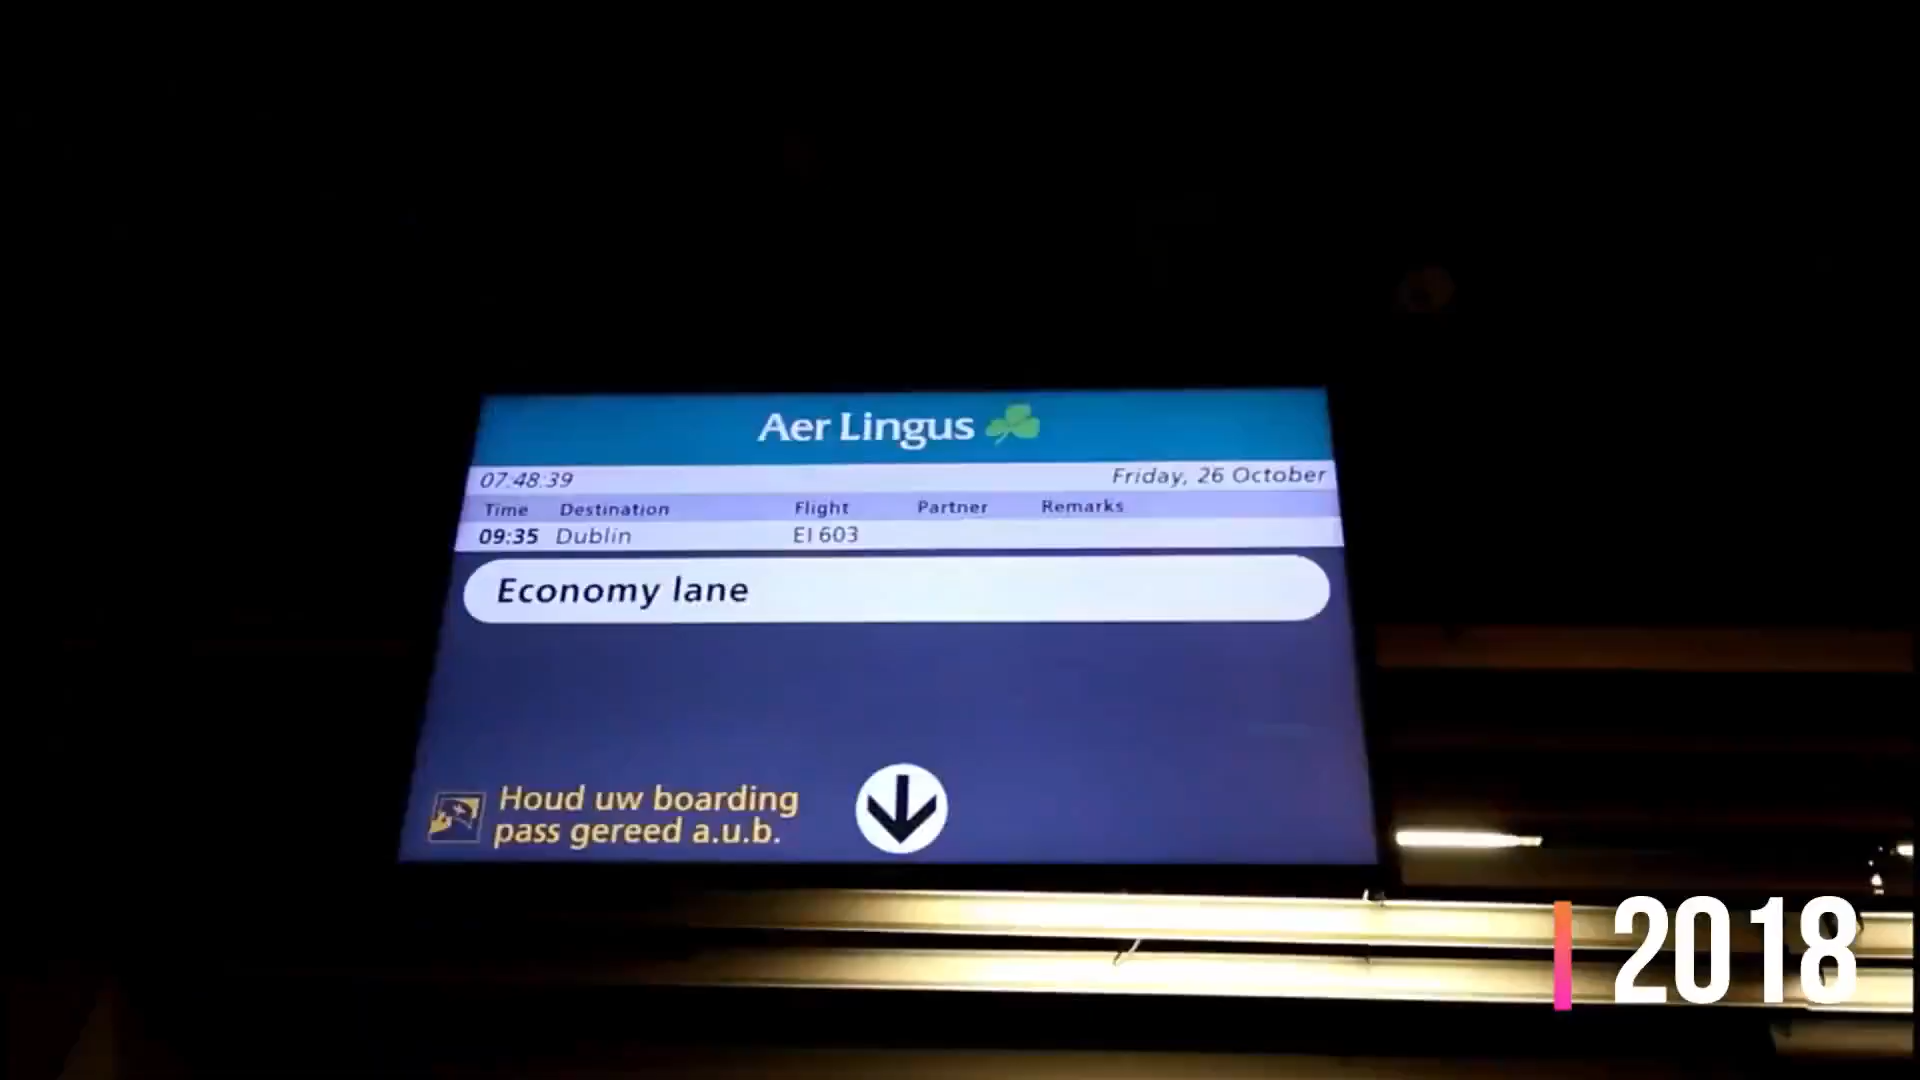 Aer Lingus
07:48:39 Friday, 26 October
Time Destination Flight Partner Remarks
09:35 Dublin EI 603
Economy lane
Houd uw boarding
pass gereed a.u.b.
2018